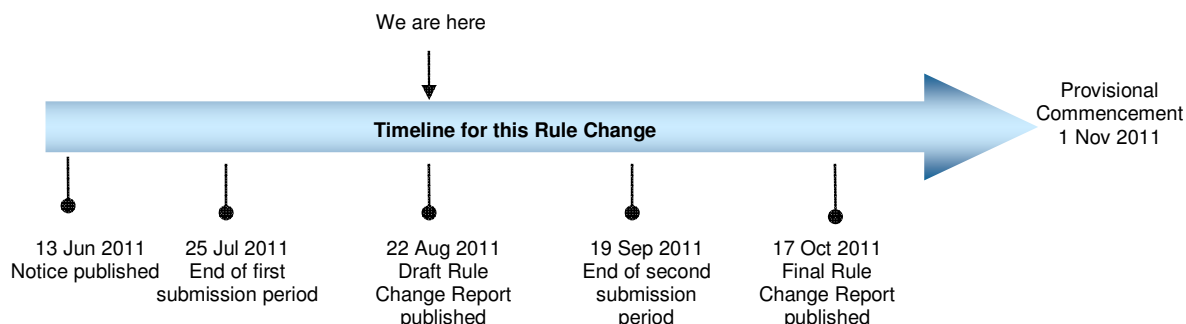 We are here
Timeline for this Rule Change
Provisional
Commencement
1 Nov 2011
13 Jun 2011
Notice published
25 Jul 2011
End of first
submission period
22 Aug 2011
Draft Rule
Change Report
published
19 Sep 2011
End of second
submission
period
17 Oct 2011
Final Rule
Change Report
published